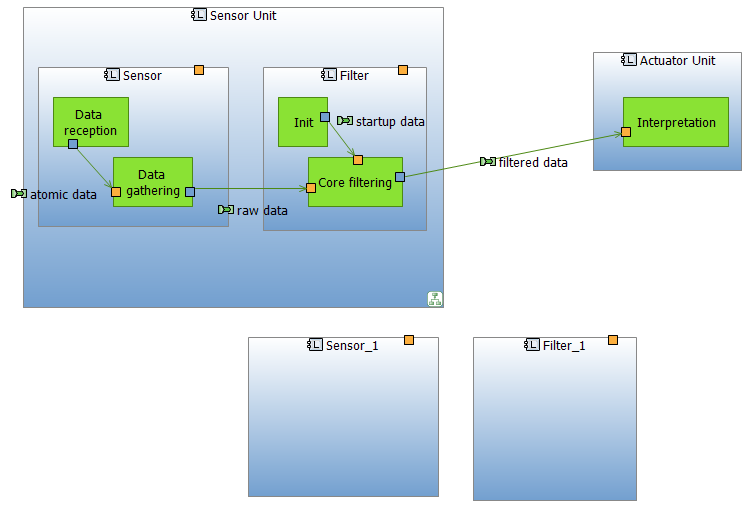 L Sensor Unit
L Sensor
L Filter
L Actuator Unit
Data
reception
Init
startup data
Interpretation
filtered data
Data
gathering
Core filtering
atomic data
raw data
L Sensor_1
L Filter_1